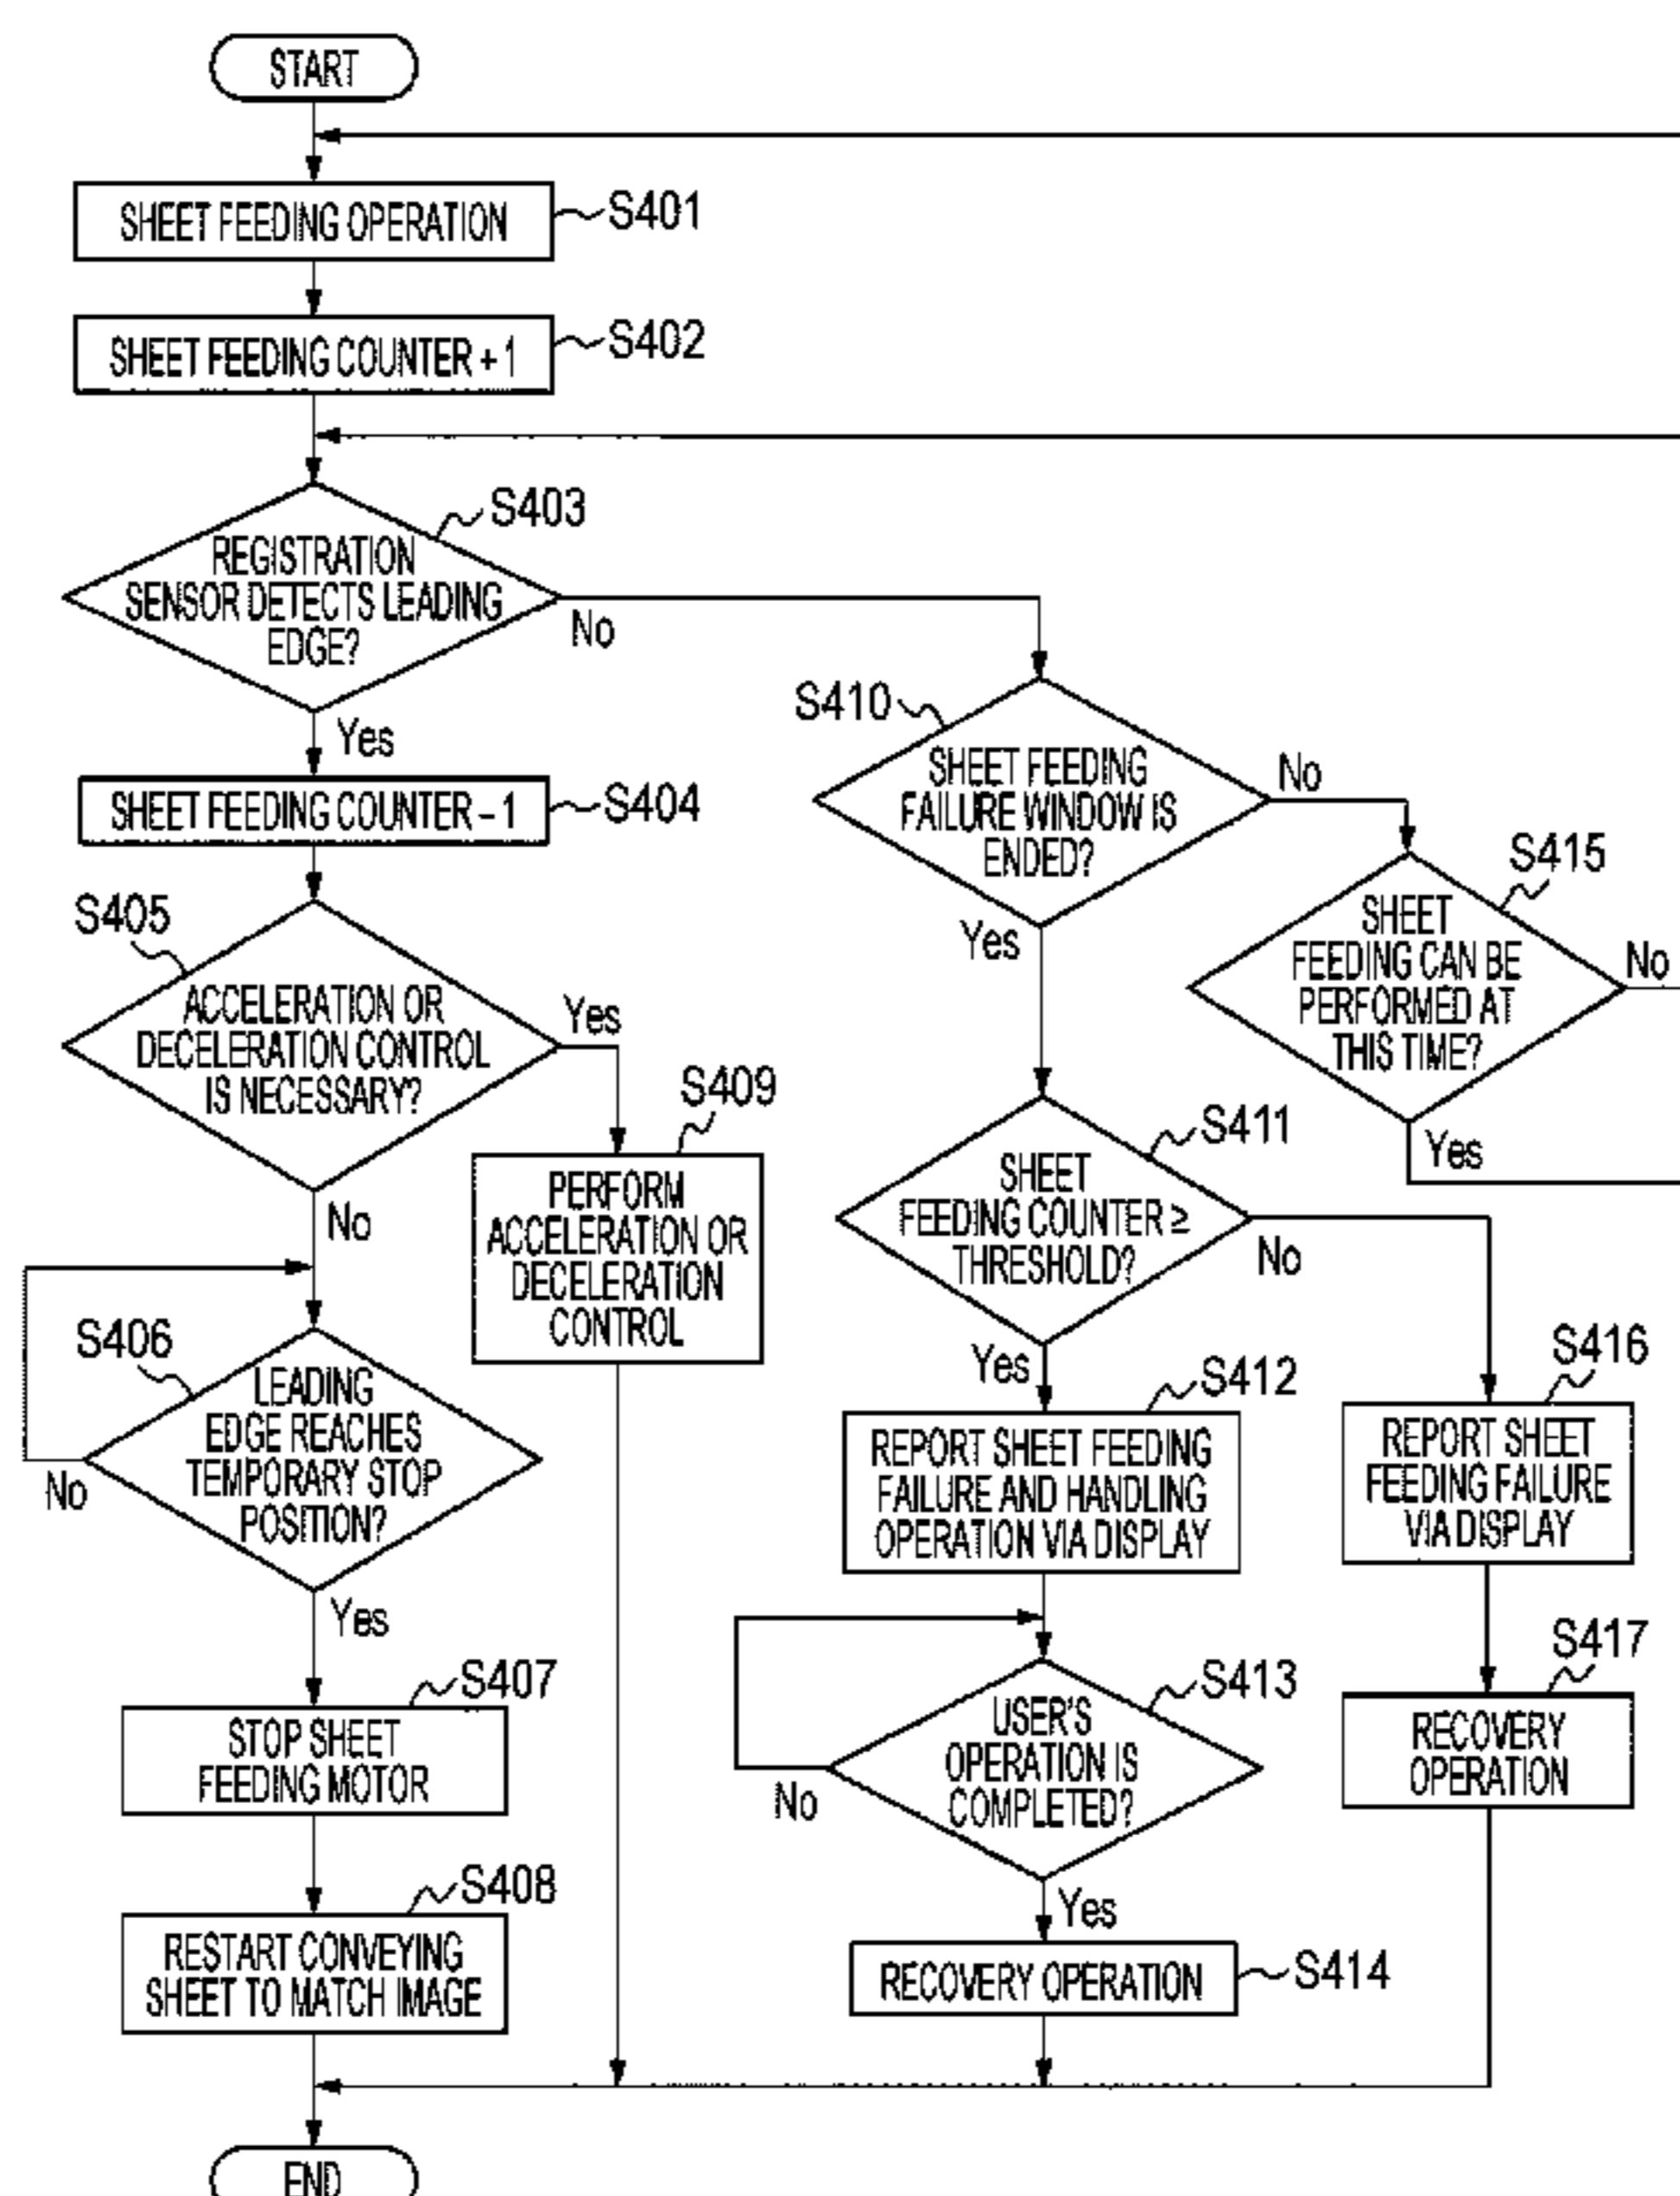 START
SHEET FEEDING OPERATION
S401
SHEET FEEDING COUNTER + 1
S402
S403
REGISTRATION
SENSOR DETECTS LEADING
EDGE?
No
Yes
SHEET FEEDING COUNTER – 1
S404
S405
ACCELERATION OR
DECELERATION CONTROL
IS NECESSARY?
Yes
No
S409
PERFORM
ACCELERATION OR
DECELERATION
CONTROL
S406
LEADING
EDGE REACHES
TEMPORARY STOP
POSITION?
No
Yes
S407
STOP SHEET
FEEDING MOTOR
S408
RESTART CONVEYING
SHEET TO MATCH IMAGE
END
S410
SHEET FEEDING
FAILURE WINDOW IS
ENDED?
No
Yes
S415
SHEET
FEEDING CAN BE
PERFORMED AT
THIS TIME?
No
Yes
S411
SHEET
FEEDING COUNTER ≥
THRESHOLD?
No
Yes
S412
REPORT SHEET FEEDING
FAILURE AND HANDLING
OPERATION VIA DISPLAY
S413
USER'S
OPERATION IS
COMPLETED?
No
Yes
RECOVERY OPERATION
S414
S416
REPORT SHEET
FEEDING FAILURE
VIA DISPLAY
S417
RECOVERY
OPERATION